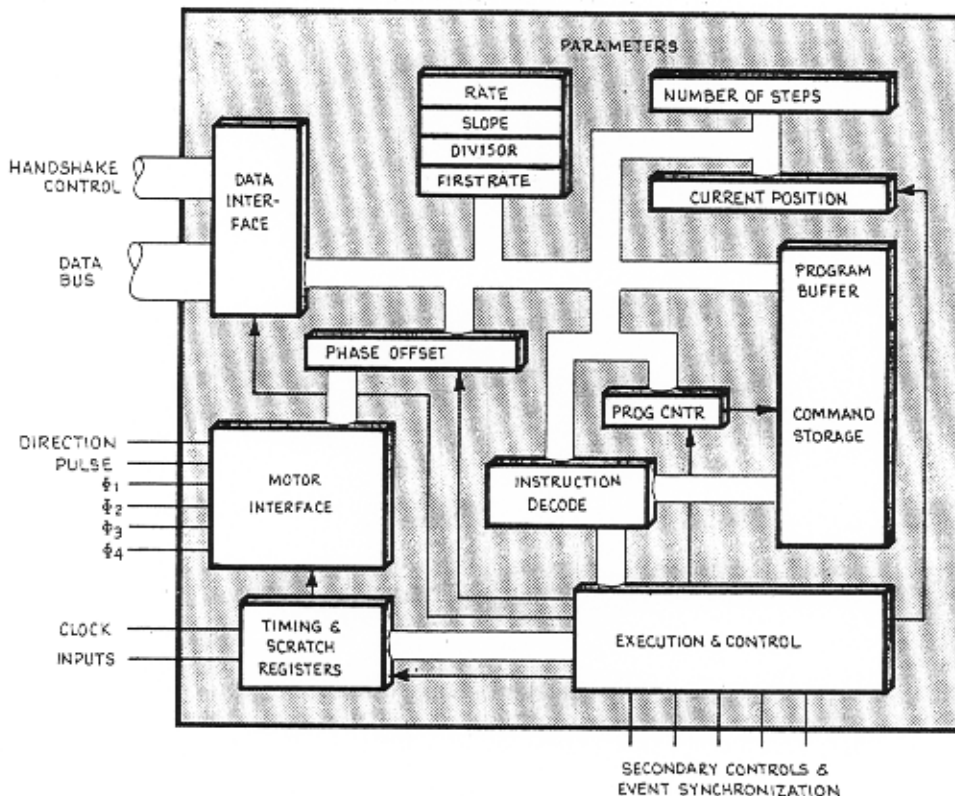 PARAMETERS
RATE
SLOPE
DIVISOR
FIRST RATE
NUMBER OF STEPS
CURRENT POSITION
HANDSHAKE
CONTROL
DATA
INTER-
FACE
DATA
BUS
PROGRAM
BUFFER
COMMAND
STORAGE
PHASE OFFSET
PROG CNTR
DIRECTION
PULSE
Φ1
Φ2
Φ3
Φ4
MOTOR
INTERFACE
INSTRUCTION
DECODE
CLOCK
INPUTS
TIMING &
SCRATCH
REGISTERS
EXECUTION & CONTROL
SECONDARY CONTROLS &
EVENT SYNCHRONIZATION